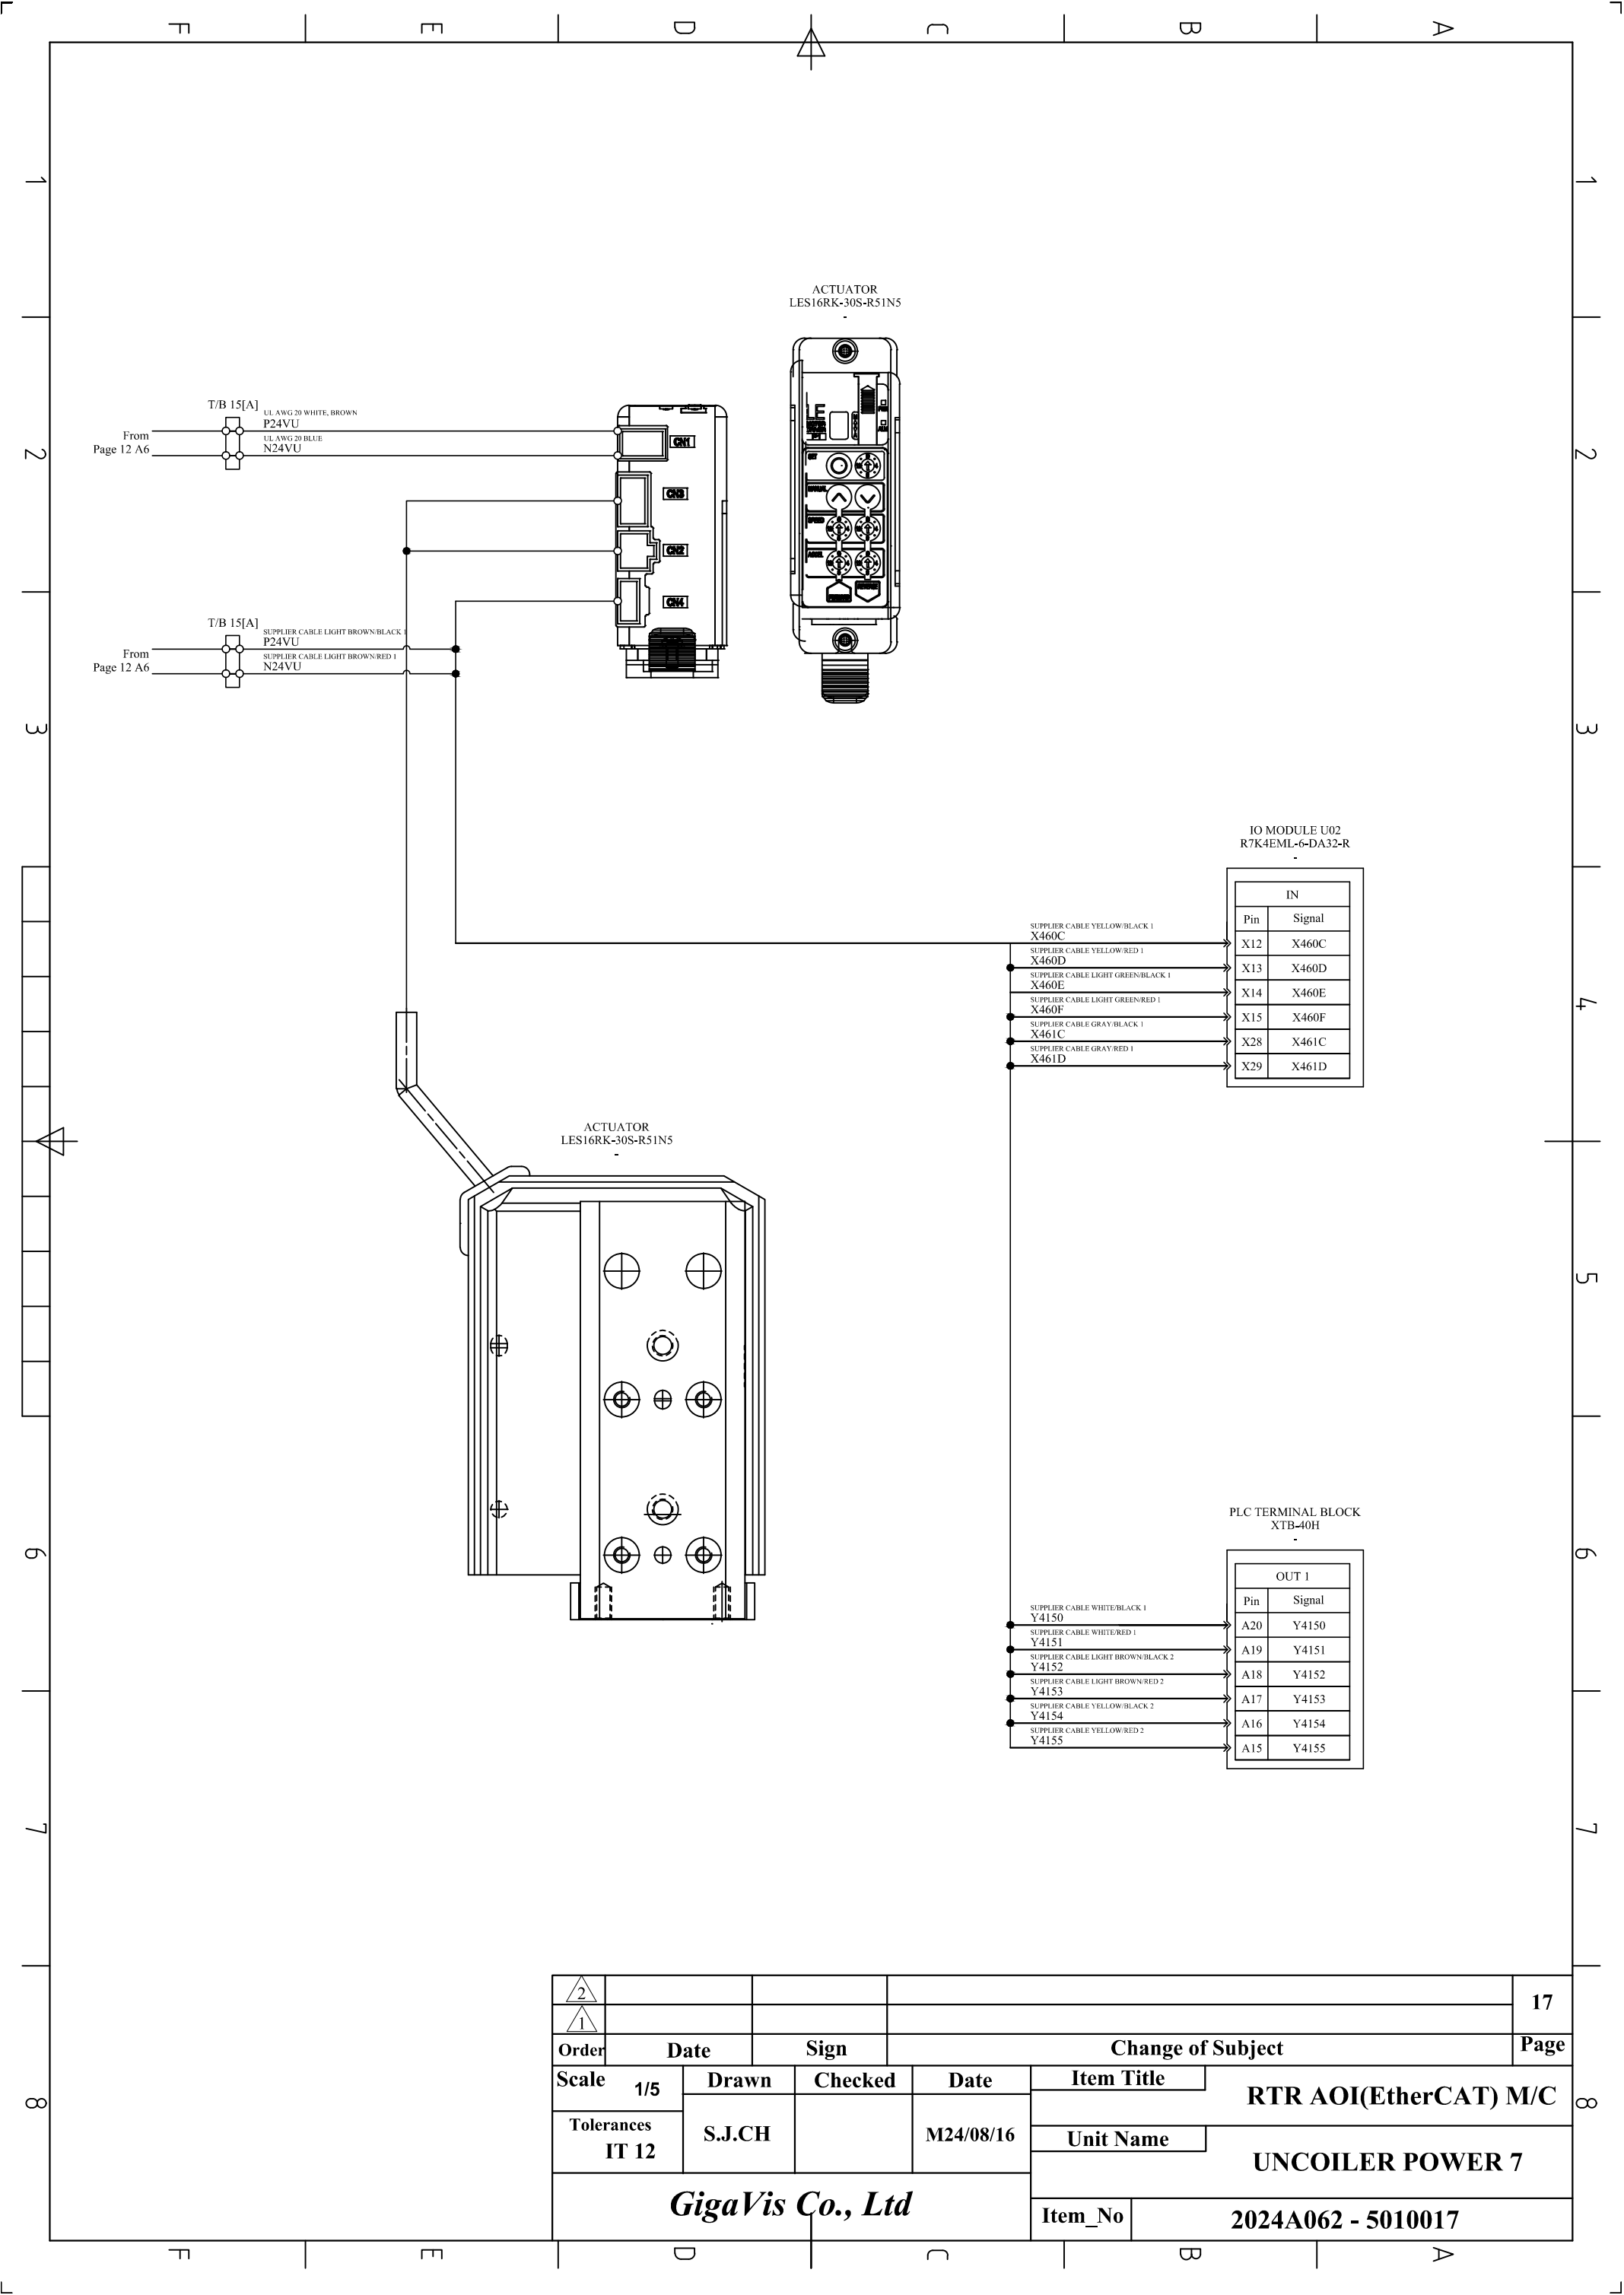 F E D C B A
1 1
ACTUATOR
LES16RK-30S-R51N5
-
T/B 15[A]
UL AWG 20 WHITE, BROWN
P24VU
From
Page 12 A6
UL AWG 20 BLUE
N24VU
CN1
CN3
CN2
CN4
LE
SET
MANUAL
SPEED
ACCEL
2 2
T/B 15[A]
SUPPLIER CABLE LIGHT BROWN/BLACK 1
P24VU
From
Page 12 A6
SUPPLIER CABLE LIGHT BROWN/RED 1
N24VU
3 3
IO MODULE U02
R7K4EML-6-DA32-R
-
IN
Pin Signal
SUPPLIER CABLE YELLOW/BLACK 1
X460C X12 X460C
SUPPLIER CABLE YELLOW/RED 1
X460D X13 X460D
SUPPLIER CABLE LIGHT GREEN/BLACK 1
X460E X14 X460E
SUPPLIER CABLE LIGHT GREEN/RED 1
X460F X15 X460F
SUPPLIER CABLE GRAY/BLACK 1
X461C X28 X461C
SUPPLIER CABLE GRAY/RED 1
X461D X29 X461D
4
ACTUATOR
LES16RK-30S-R51N5
-
5
PLC TERMINAL BLOCK
XTB-40H
-
6 6
OUT 1
Pin Signal
SUPPLIER CABLE WHITE/BLACK 1
Y4150 A20 Y4150
SUPPLIER CABLE WHITE/RED 1
Y4151 A19 Y4151
SUPPLIER CABLE LIGHT BROWN/BLACK 2
Y4152 A18 Y4152
SUPPLIER CABLE LIGHT BROWN/RED 2
Y4153 A17 Y4153
SUPPLIER CABLE YELLOW/BLACK 2
Y4154 A16 Y4154
SUPPLIER CABLE YELLOW/RED 2
Y4155 A15 Y4155
7 7
2
1
17
Order Date Sign Change of Subject Page
Scale 1/5 Drawn Checked Date Item Title
RTR AOI(EtherCAT) M/C
8 8
Tolerances
IT 12
S.J.CH M24/08/16
Unit Name
UNCOILER POWER 7
GigaVis Co., Ltd
Item_No 2024A062 - 5010017
F E D C B A